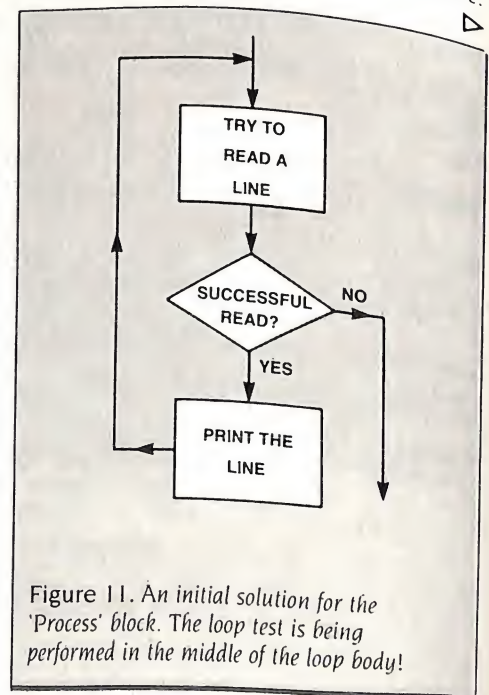 TRY TO
READ A
LINE
SUCCESSFUL
READ?
NO
YES
PRINT THE
LINE
Figure 11. An initial solution for the
'Process' block. The loop test is being
performed in the middle of the loop body!